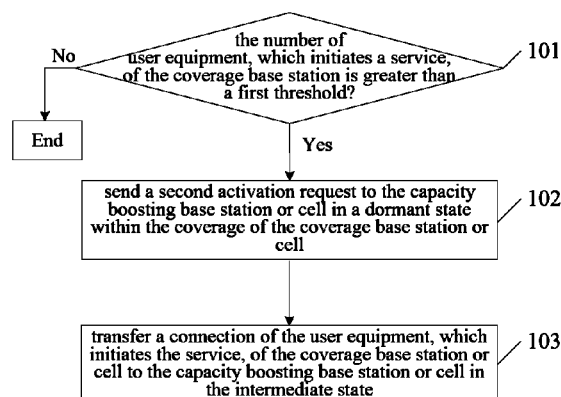 the number of
user equipment, which initiates a service,
of the coverage base station is greater than
a first threshold?
101
No
End
Yes
send a second activation request to the capacity
boosting base station or cell in a dormant state
within the coverage of the coverage base station or
cell
102
transfer a connection of the user equipment, which
initiates the service, of the coverage base station or
cell to the capacity boosting base station or cell in
the intermediate state
103